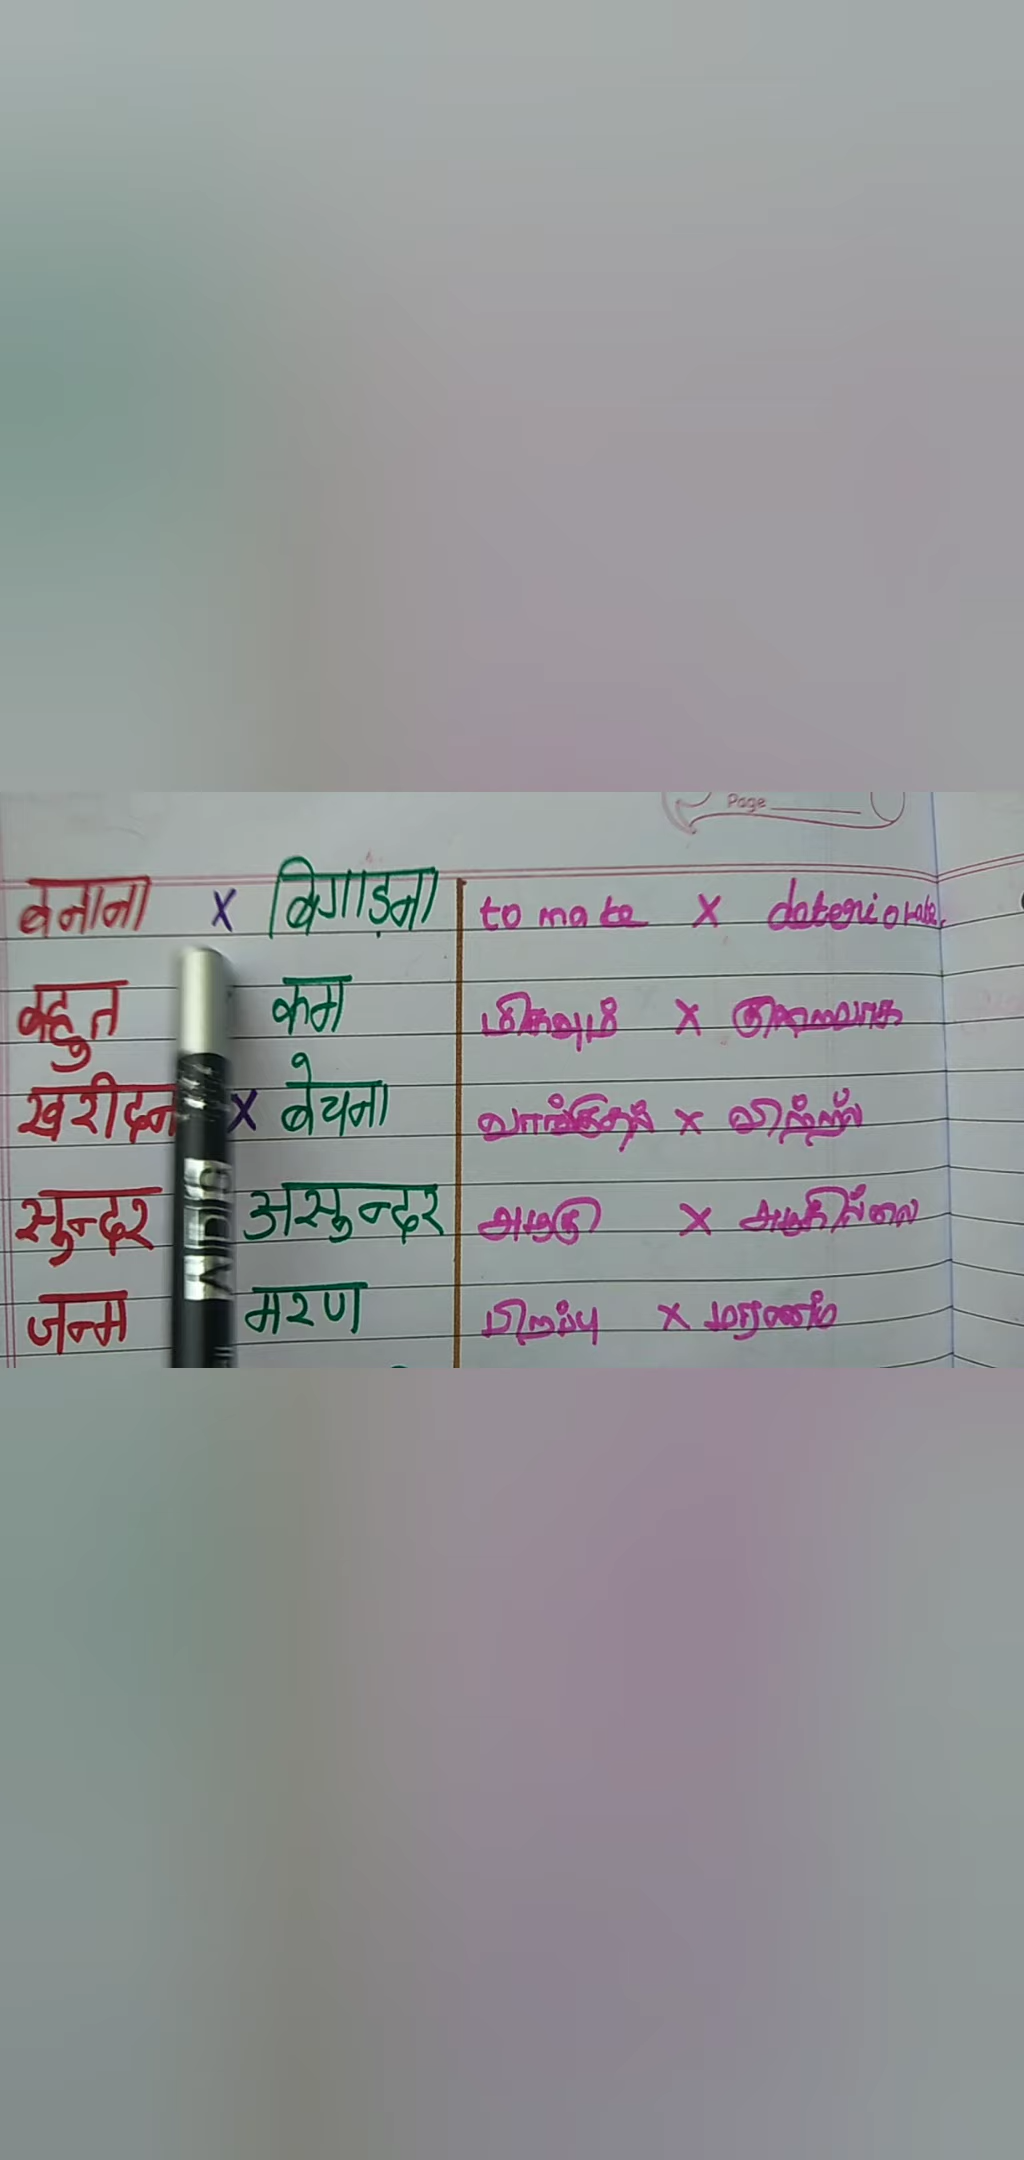 Page
बनाना X बिगाड़ना to make X deteriorate
बहुत कम மிகவும் X குறைவாக
खरीदन X बेचना வாங்குதல் X விற்றல்
सुन्दर असुन्दर அழகு X அழகில்லை
जन्म मरण பிறப்பு X மரணம்